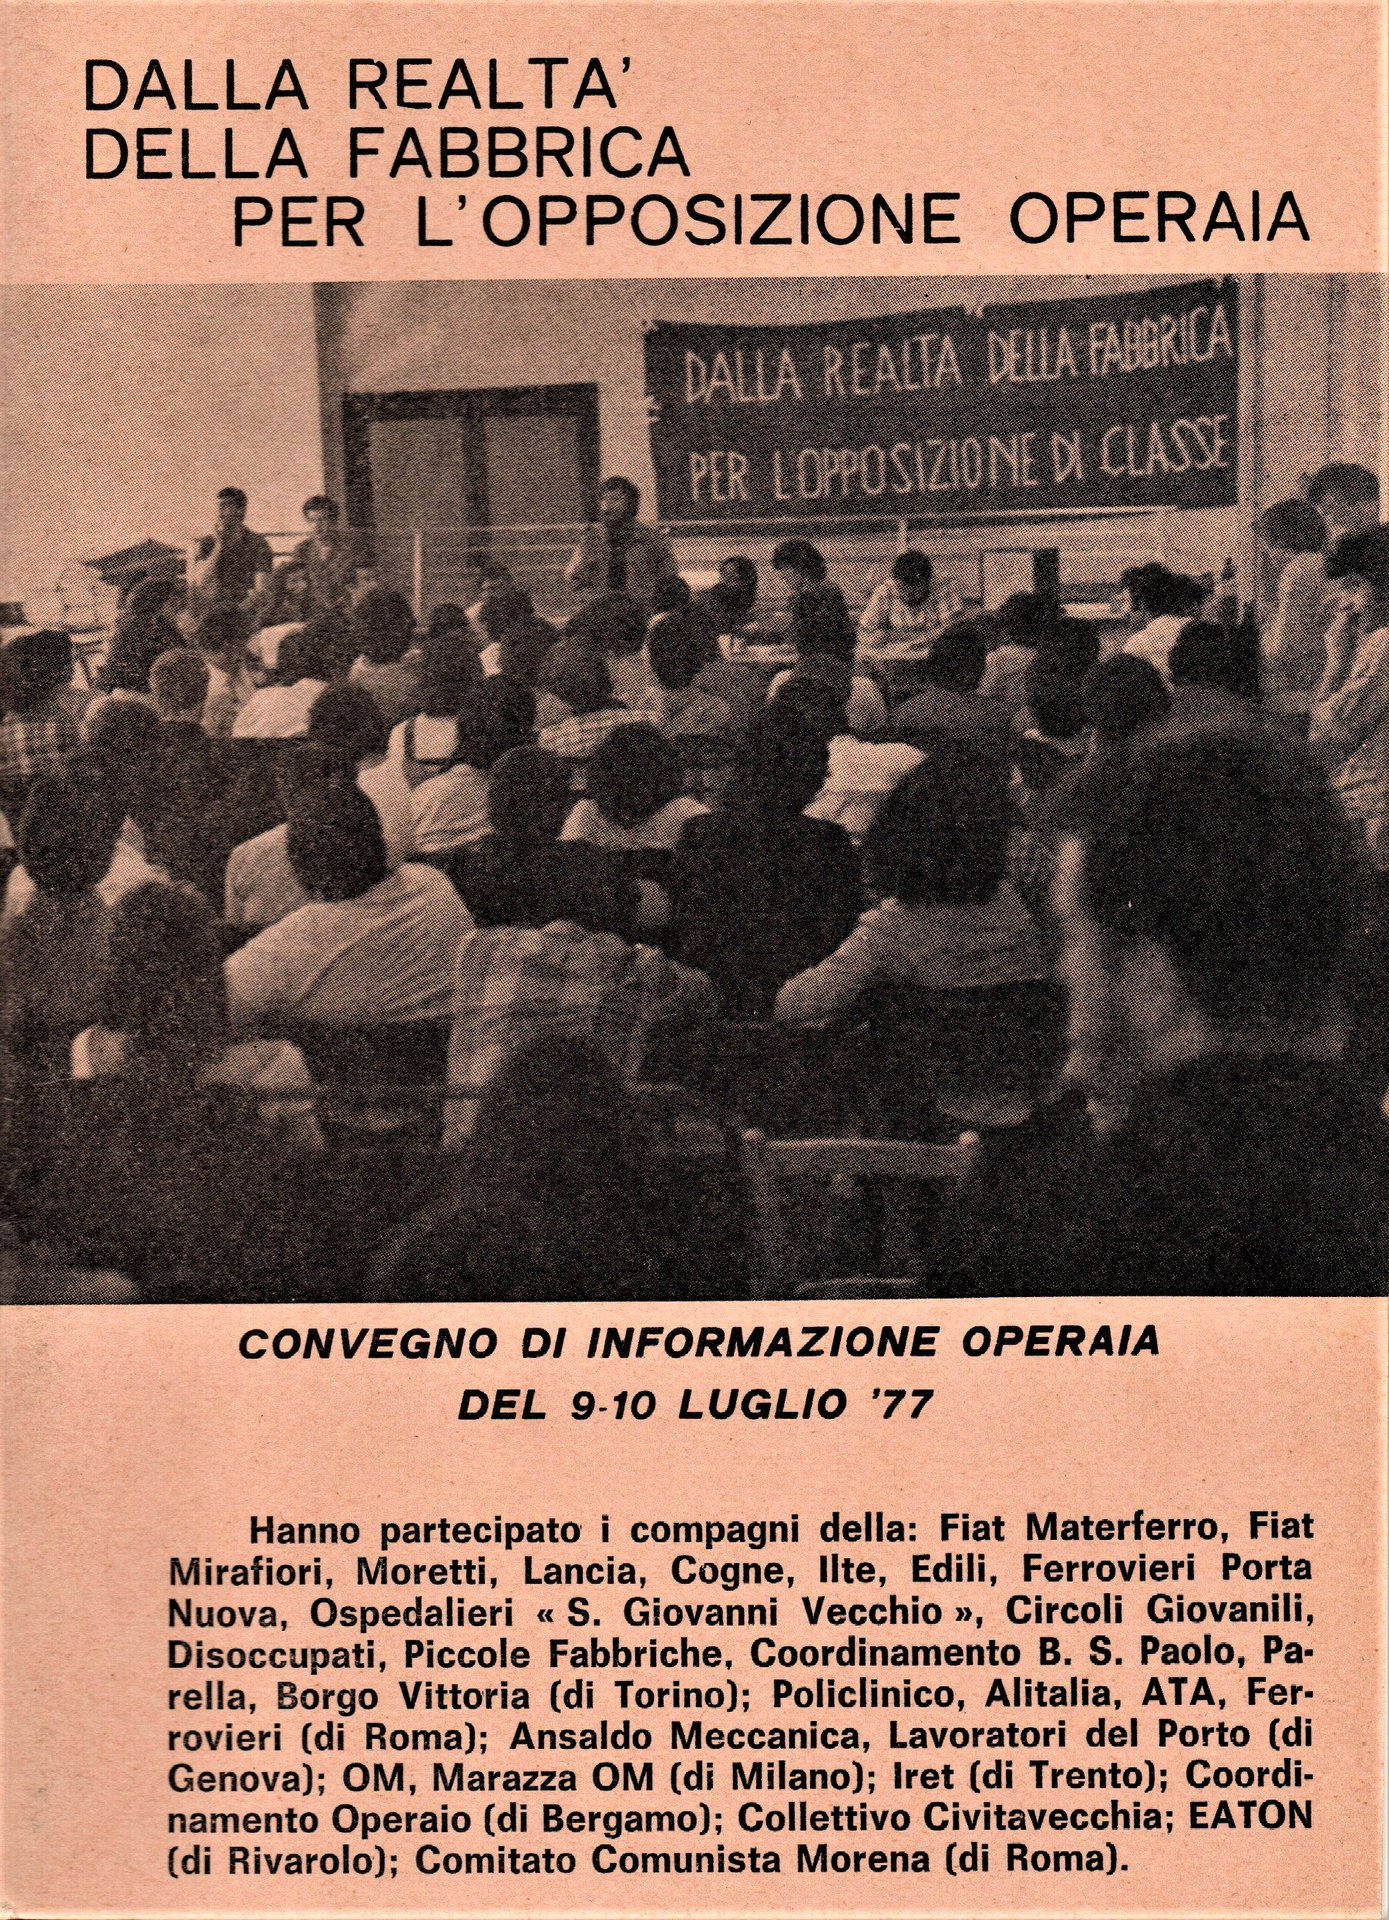 DALLA REALTA'
DELLA FABBRICA
PER L'OPPOSIZIONE OPERAIA
DALLA REALTA DELLA FABBRICA
PER L'OPPOSIZIONE DI CLASSE
CONVEGNO DI INFORMAZIONE OPERAIA
DEL 9-10 LUGLIO '77
Hanno partecipato i compagni della: Fiat Materferro, Fiat
Mirafiori, Moretti, Lancia, Cogne, Ilte, Edili, Ferrovieri Porta
Nuova, Ospedalieri « S. Giovanni Vecchio », Circoli Giovanili,
Disoccupati, Piccole Fabbriche, Coordinamento B. S. Paolo, Pa-
rella, Borgo Vittoria (di Torino); Policlinico, Alitalia, ATA, Fer-
rovieri (di Roma); Ansaldo Meccanica, Lavoratori del Porto (di
Genova); OM, Marazza OM (di Milano); Iret (di Trento); Coordi-
namento Operaio (di Bergamo); Collettivo Civitavecchia; EATON
(di Rivarolo); Comitato Comunista Morena (di Roma).